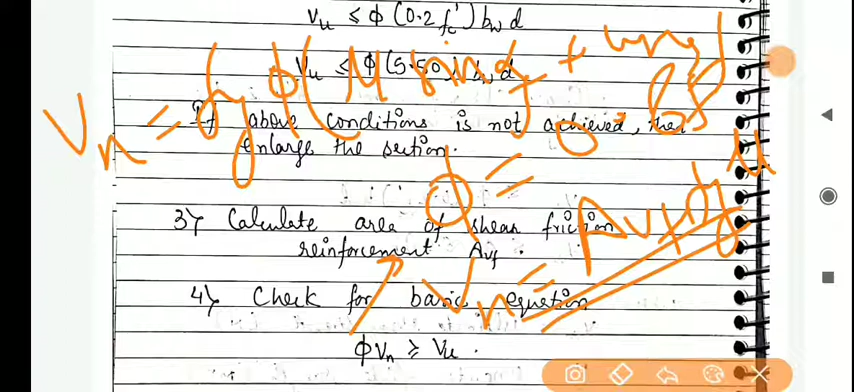 Vu ≤ ϕ (0.2 fc') bw d
Vu ≤ ϕ (5.50) bw d
If above conditions is not achieved, then
enlarge the section.
3) Calculate area of shear friction
reinforcement Avf.
4) Check for basic equation
ϕVn ≥ Vu.
Vn =
ϕ =
Vn = Avf